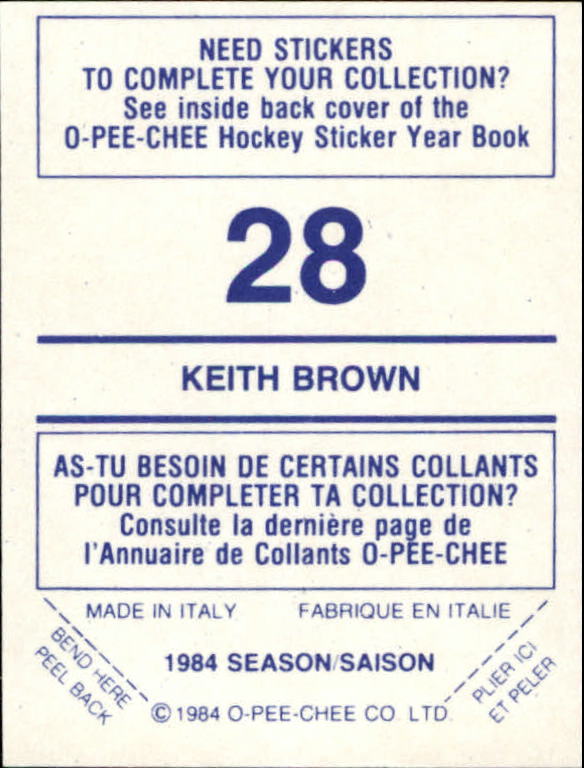 NEED STICKERS
TO COMPLETE YOUR COLLECTION?
See inside back cover of the
O-PEE-CHEE Hockey Sticker Year Book
28
KEITH BROWN
AS-TU BESOIN DE CERTAINS COLLANTS
POUR COMPLETER TA COLLECTION?
Consulte la dernière page de
l'Annuaire de Collants O-PEE-CHEE
MADE IN ITALY FABRIQUE EN ITALIE
BEND HERE
PEEL BACK
1984 SEASON/SAISON
PLIER ICI
ET PELER
© 1984 O-PEE-CHEE CO. LTD.